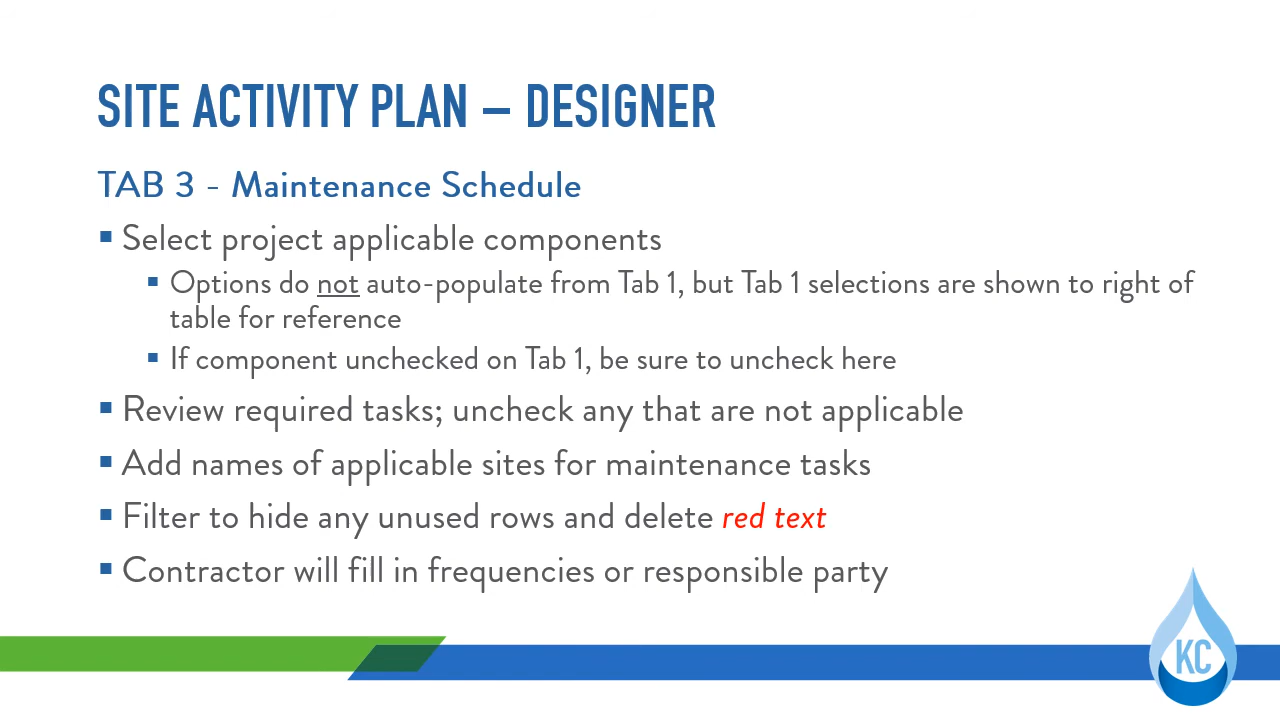 SITE ACTIVITY PLAN – DESIGNER
TAB 3 - Maintenance Schedule
Select project applicable components
Options do not auto-populate from Tab 1, but Tab 1 selections are shown to right of
table for reference
If component unchecked on Tab 1, be sure to uncheck here
Review required tasks; uncheck any that are not applicable
Add names of applicable sites for maintenance tasks
Filter to hide any unused rows and delete red text
Contractor will fill in frequencies or responsible party
KC